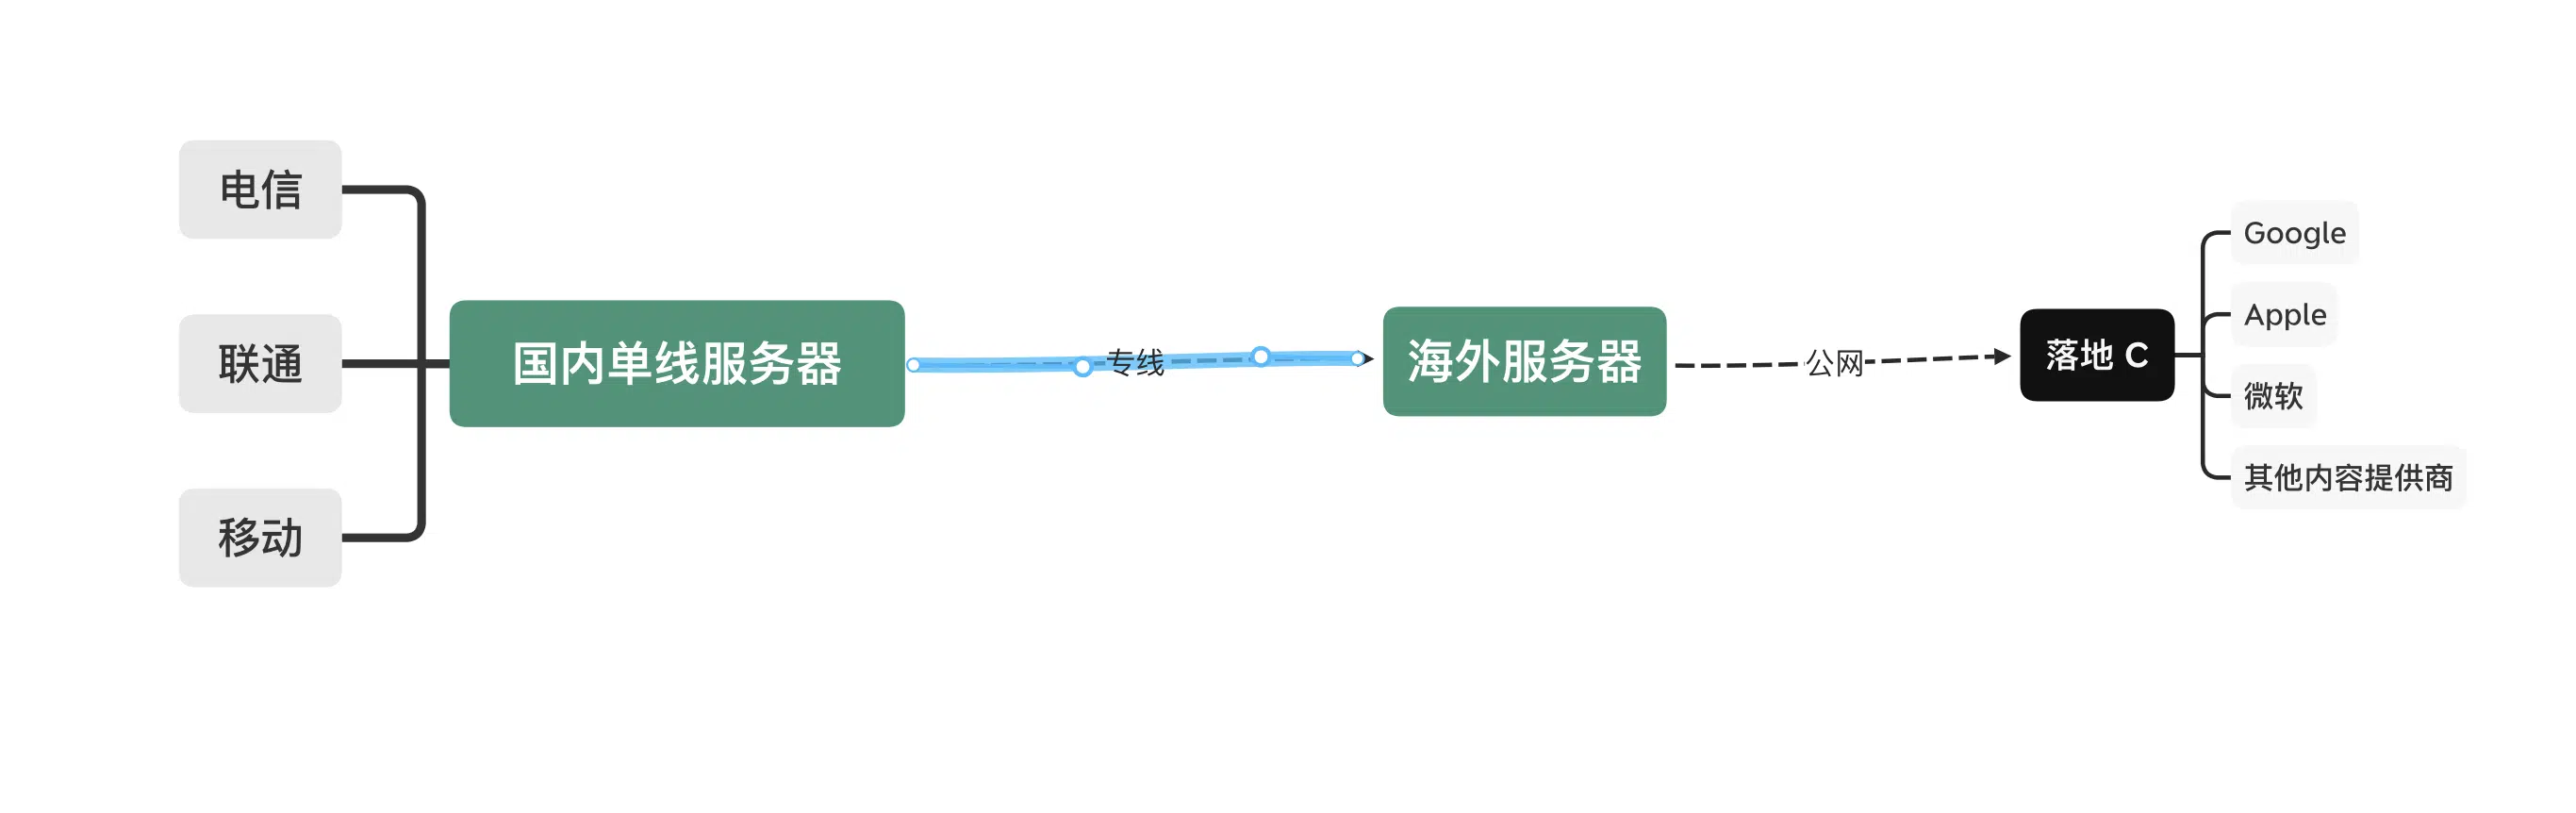 电信
联通
移动
国内单线服务器
专线
海外服务器
公网
落地 C
Google
Apple
微软
其他内容提供商